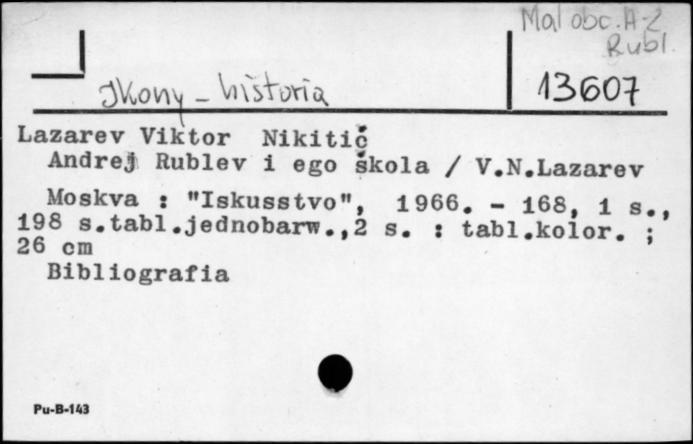 Mal obc. A-Z
Rubl.
Ikony - historia
13607
Lazarev Viktor Nikitič
Andrej Rublev i ego škola / V.N.Lazarev
Moskva : "Iskusstvo", 1966. - 168, 1 s.,
198 s.tabl.jednobarw.,2 s. : tabl.kolor. ;
26 cm
Bibliografia
Pu-B-143